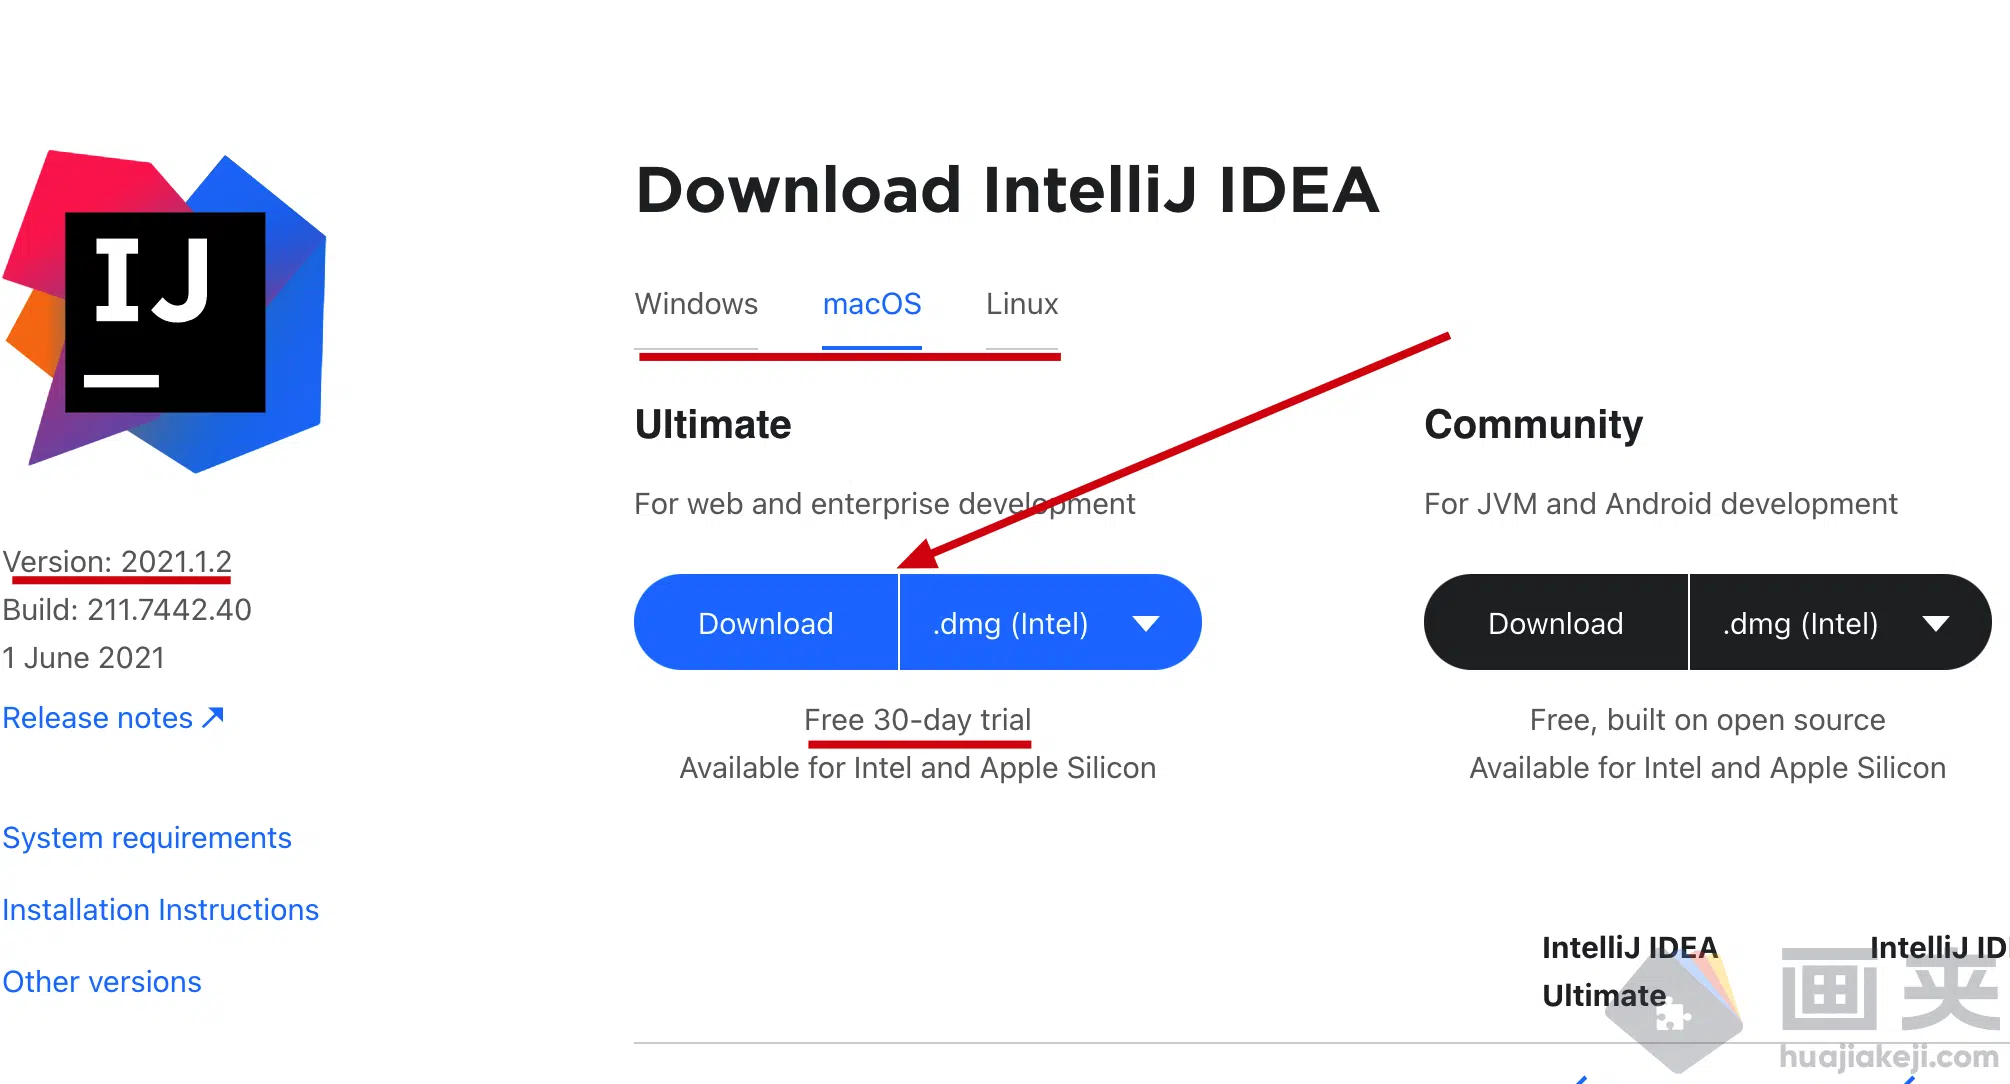 IJ
Download IntelliJ IDEA
Windows macOS Linux
Ultimate
For web and enterprise development
Download .dmg (Intel)
Free 30-day trial
Available for Intel and Apple Silicon
Community
For JVM and Android development
Download .dmg (Intel)
Free, built on open source
Available for Intel and Apple Silicon
Version: 2021.1.2
Build: 211.7442.40
1 June 2021
Release notes ↗
System requirements
Installation Instructions
Other versions
IntelliJ IDEA
Ultimate
IntelliJ
画夹
huajiakeji.com